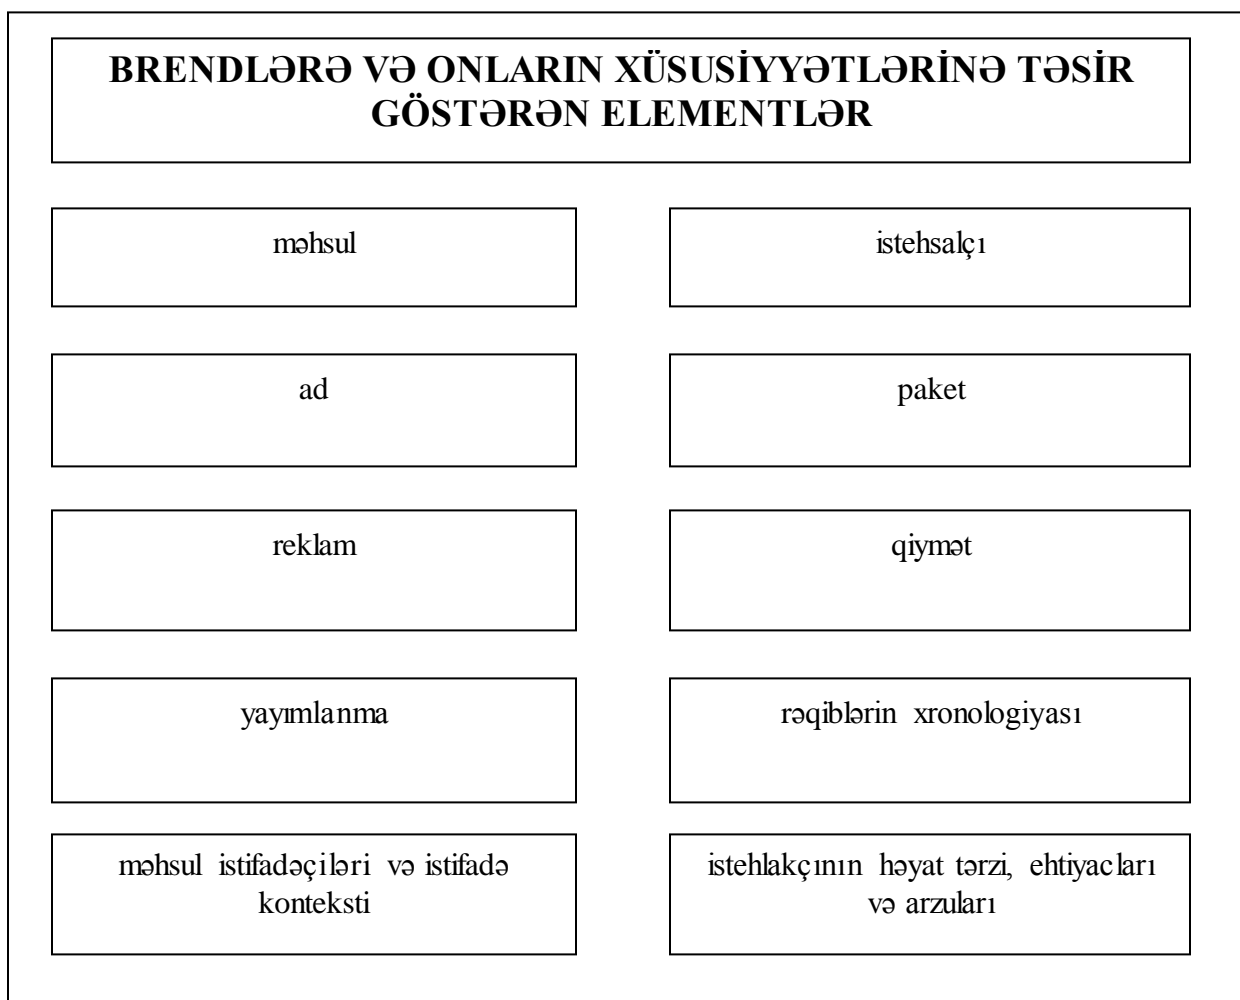 BRENDLƏRƏ VƏ ONLARIN XÜSUSİYYƏTLƏRİNƏ TƏSİR
GÖSTƏRƏN ELEMENTLƏR
məhsul
istehsalçı
ad
paket
reklam
qiymət
yayımlanma
rəqiblərin xronologiyası
məhsul istifadəçiləri və istifadə
konteksti
istehlakçının həyat tərzi, ehtiyacları
və arzuları